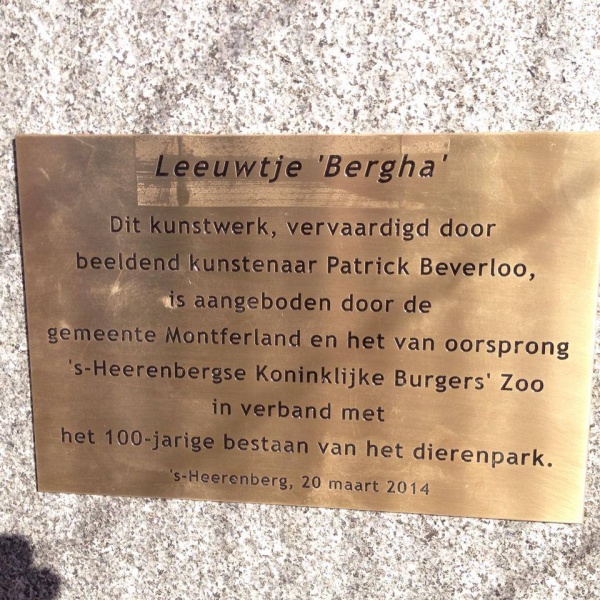 Leeuwtje 'Bergha'
Dit kunstwerk, vervaardigd door
beeldend kunstenaar Patrick Beverloo,
is aangeboden door de
gemeente Montferland en het van oorsprong
's-Heerenbergse Koninklijke Burgers' Zoo
in verband met
het 100-jarige bestaan van het dierenpark.
's-Heerenberg, 20 maart 2014